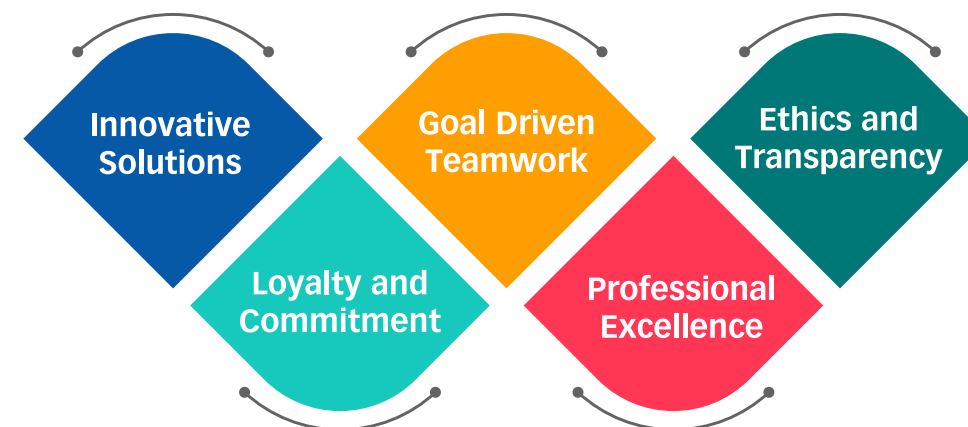 Innovative
Solutions
Loyalty and
Commitment
Goal Driven
Teamwork
Professional
Excellence
Ethics and
Transparency